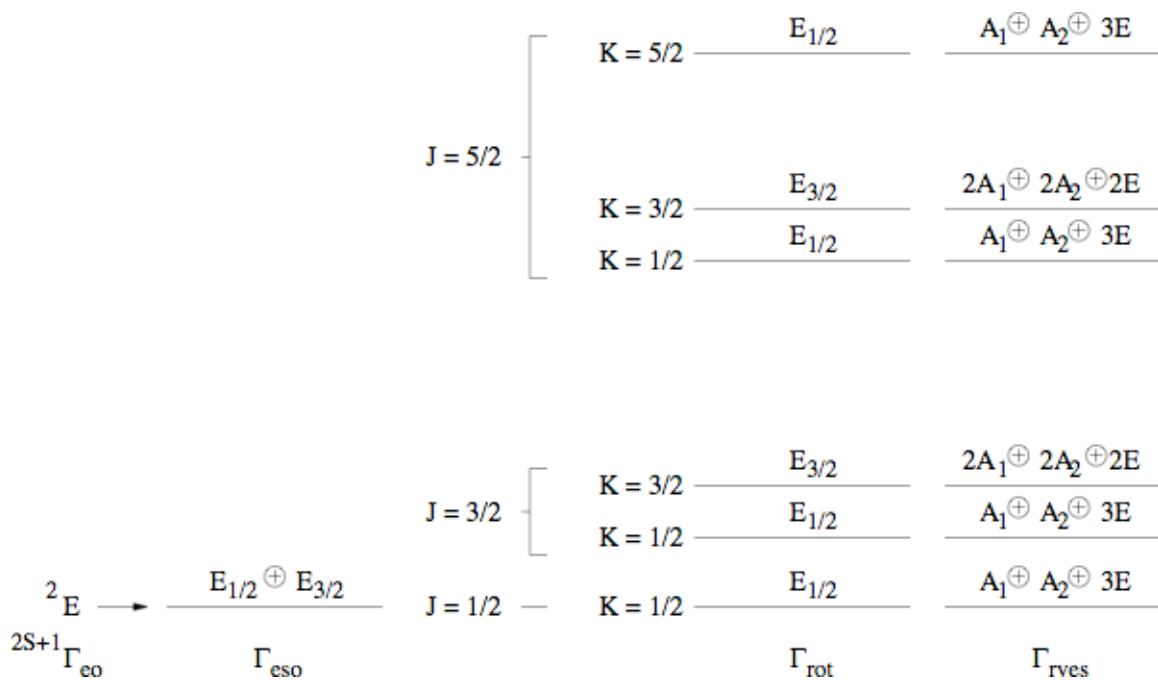 E₁/₂ A₁⊕ A₂⊕ 3E
K = 5/2
J = 5/2
E₃/₂ 2A₁⊕ 2A₂⊕2E
K = 3/2
E₁/₂ A₁⊕ A₂⊕ 3E
K = 1/2
E₃/₂ 2A₁⊕ 2A₂⊕2E
K = 3/2
J = 3/2
E₁/₂ A₁⊕ A₂⊕ 3E
K = 1/2
E₁/₂⊕ E₃/₂ E₁/₂ A₁⊕ A₂⊕ 3E
²E J = 1/2 K = 1/2
²ˢ⁺¹Γeo Γeso Γrot Γrves